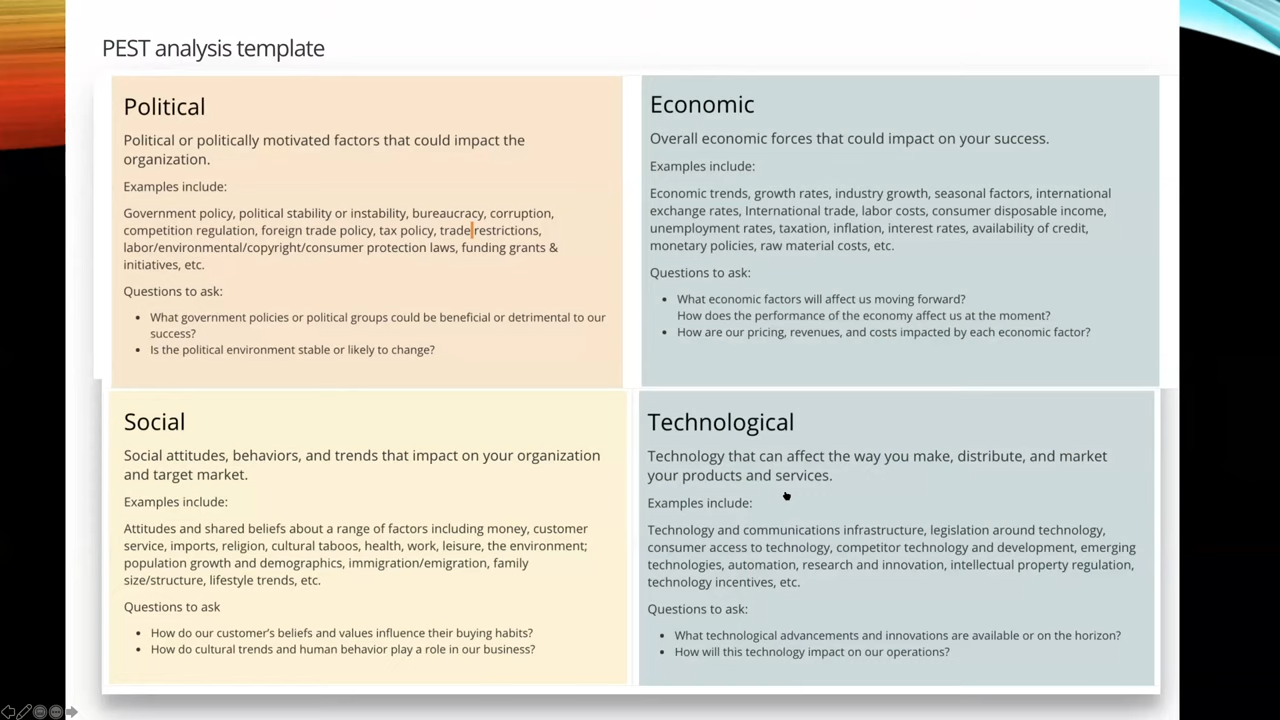 PEST analysis template
Political
Political or politically motivated factors that could impact the
organization.
Examples include:
Government policy, political stability or instability, bureaucracy, corruption,
competition regulation, foreign trade policy, tax policy, trade restrictions,
labor/environmental/copyright/consumer protection laws, funding grants &
initiatives, etc.
Questions to ask:
• What government policies or political groups could be beneficial or detrimental to our
success?
• Is the political environment stable or likely to change?
Economic
Overall economic forces that could impact on your success.
Examples include:
Economic trends, growth rates, industry growth, seasonal factors, international
exchange rates, International trade, labor costs, consumer disposable income,
unemployment rates, taxation, inflation, interest rates, availability of credit,
monetary policies, raw material costs, etc.
Questions to ask:
• What economic factors will affect us moving forward?
How does the performance of the economy affect us at the moment?
• How are our pricing, revenues, and costs impacted by each economic factor?
Social
Social attitudes, behaviors, and trends that impact on your organization
and target market.
Examples include:
Attitudes and shared beliefs about a range of factors including money, customer
service, imports, religion, cultural taboos, health, work, leisure, the environment;
population growth and demographics, immigration/emigration, family
size/structure, lifestyle trends, etc.
Questions to ask
• How do our customer's beliefs and values influence their buying habits?
• How do cultural trends and human behavior play a role in our business?
Technological
Technology that can affect the way you make, distribute, and market
your products and services.
Examples include:
Technology and communications infrastructure, legislation around technology,
consumer access to technology, competitor technology and development, emerging
technologies, automation, research and innovation, intellectual property regulation,
technology incentives, etc.
Questions to ask:
• What technological advancements and innovations are available or on the horizon?
• How will this technology impact on our operations?